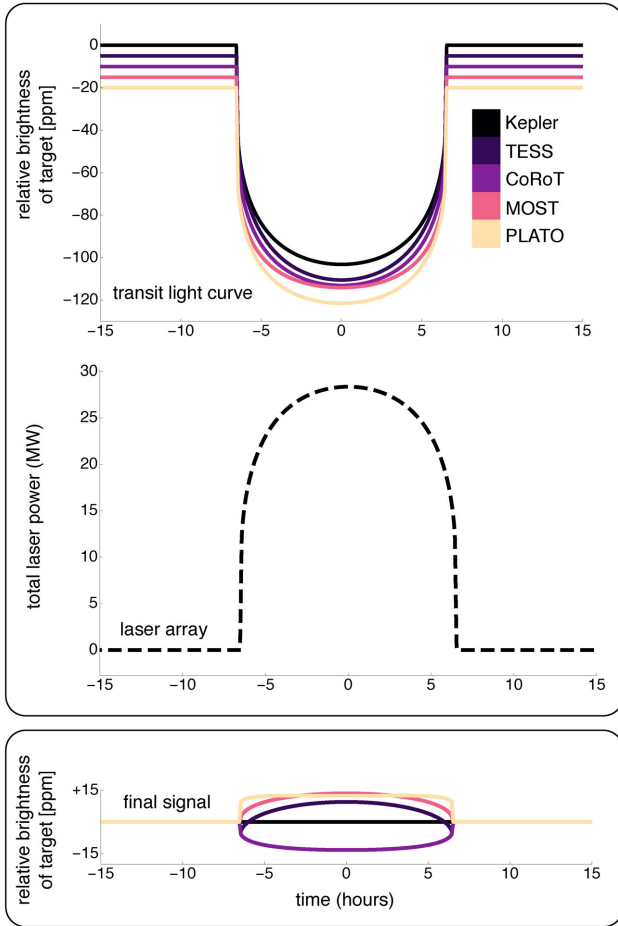 relative brightness
of target [ppm]
0
−20
−40
−60
−80
−100
−120
Kepler
TESS
CoRoT
MOST
PLATO
transit light curve
−15 −10 −5 0 5 10 15
total laser power (MW)
30
25
20
15
10
5
0
laser array
−15 −10 −5 0 5 10 15
relative brightness
of target [ppm]
+15
−15
final signal
−15 −10 −5 0 5 10 15
time (hours)